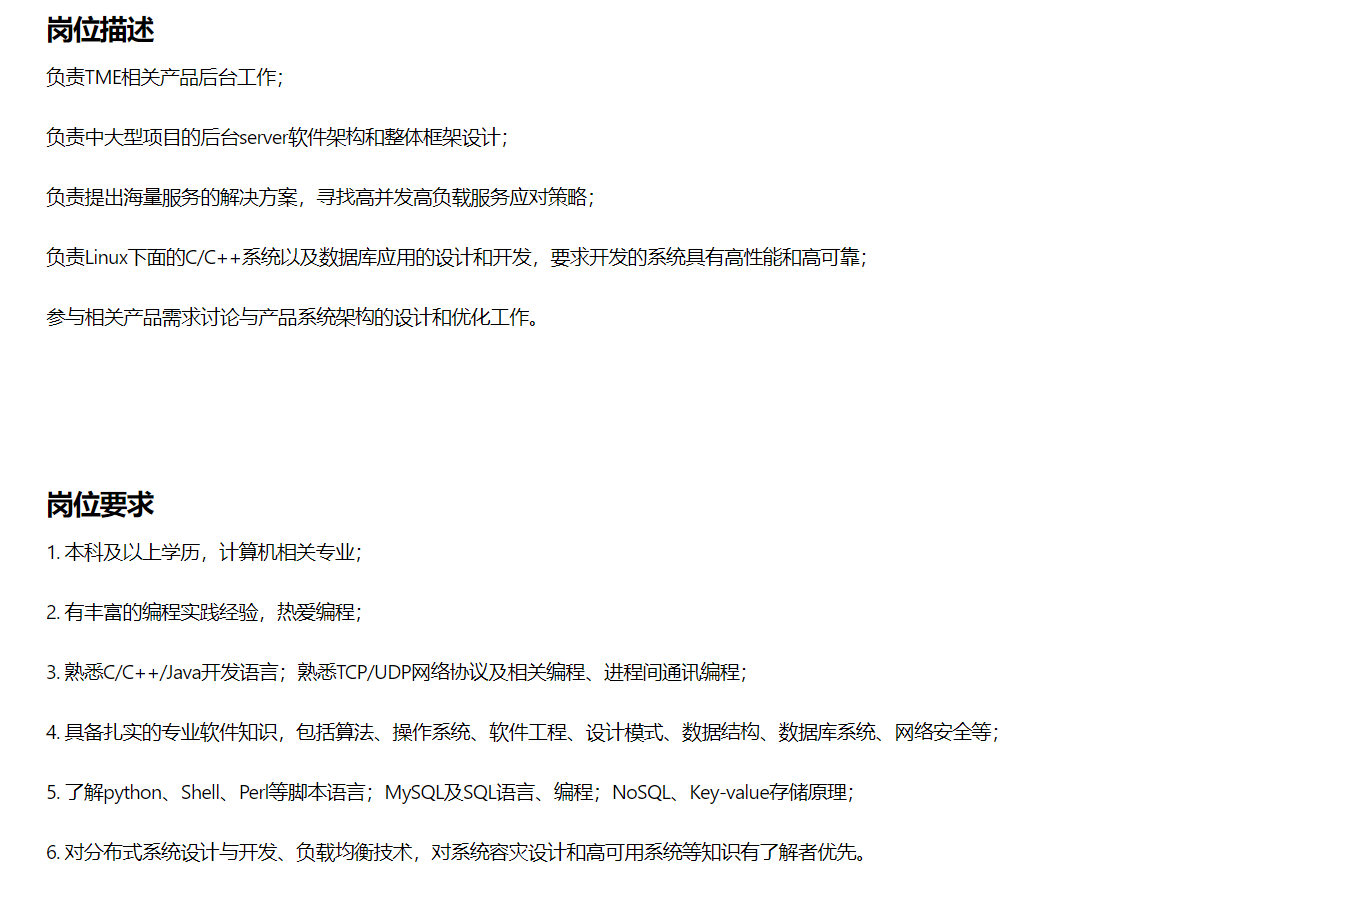 岗位描述
负责TME相关产品后台工作；
负责中大型项目的后台server软件架构和整体框架设计；
负责提出海量服务的解决方案，寻找高并发高负载服务应对策略；
负责Linux下面的C/C++系统以及数据库应用的设计和开发，要求开发的系统具有高性能和高可靠；
参与相关产品需求讨论与产品系统架构的设计和优化工作。
岗位要求
1. 本科及以上学历，计算机相关专业；
2. 有丰富的编程实践经验，热爱编程；
3. 熟悉C/C++/Java开发语言；熟悉TCP/UDP网络协议及相关编程、进程间通讯编程；
4. 具备扎实的专业软件知识，包括算法、操作系统、软件工程、设计模式、数据结构、数据库系统、网络安全等；
5. 了解python、Shell、Perl等脚本语言；MySQL及SQL语言、编程；NoSQL、Key-value存储原理；
6. 对分布式系统设计与开发、负载均衡技术，对系统容灾设计和高可用系统等知识有了解者优先。